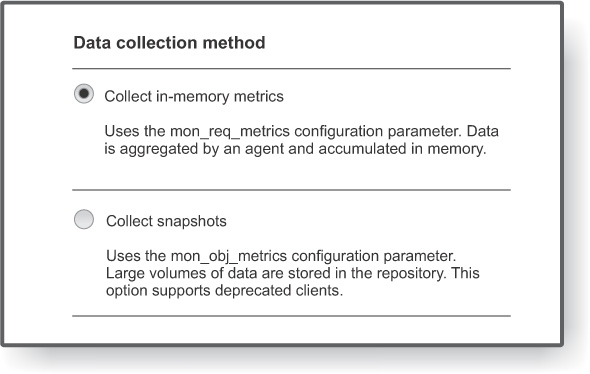 Data collection method
Collect in-memory metrics
Uses the mon_req_metrics configuration parameter. Data
is aggregated by an agent and accumulated in memory.
Collect snapshots
Uses the mon_obj_metrics configuration parameter.
Large volumes of data are stored in the repository. This
option supports deprecated clients.